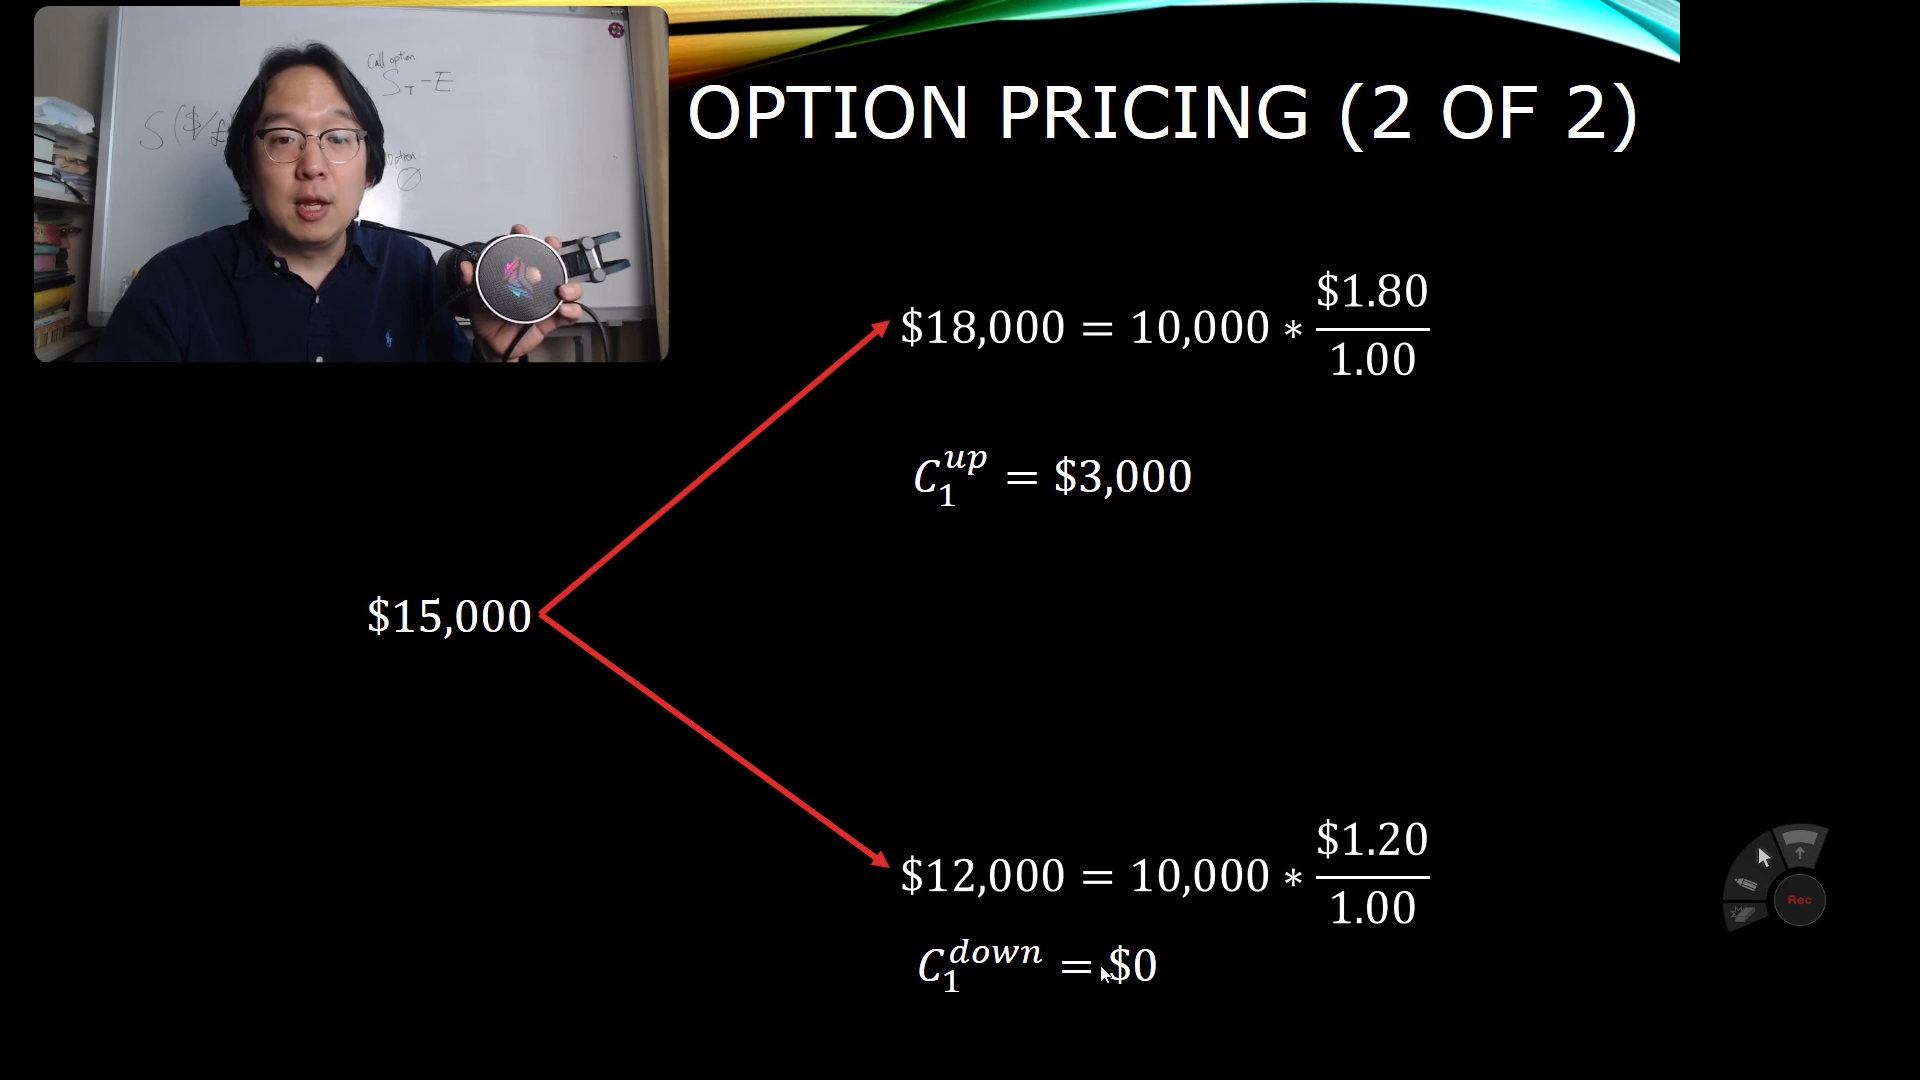 Call option
S_T - E
S($/£
option
OPTION PRICING (2 OF 2)
$18,000 = 10,000 * $1.80/1.00
C_1^{up} = $3,000
$15,000
$12,000 = 10,000 * $1.20/1.00
C_1^{down} = $0
Rec